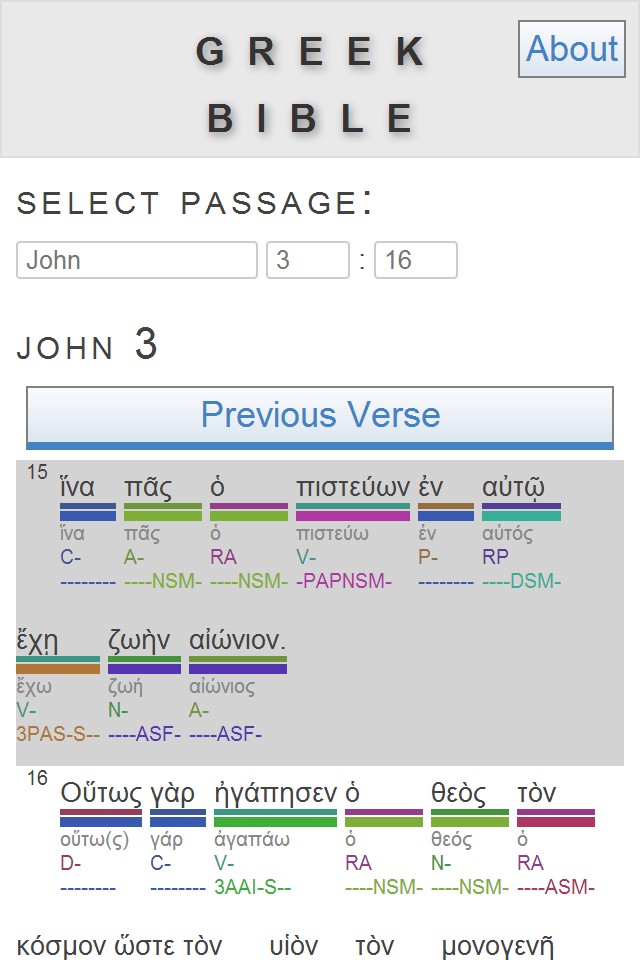 GREEK
BIBLE
About
SELECT PASSAGE:
John 3 : 16
JOHN 3
Previous Verse
15 ἵνα πᾶς ὁ πιστεύων ἐν αὐτῷ
ἵνα πᾶς ὁ πιστεύω ἐν αὐτός
C- A- RA V- P- RP
-------- ----NSM- ----NSM- -PAPNSM- -------- ----DSM-
ἔχῃ ζωὴν αἰώνιον.
ἔχω ζωή αἰώνιος
V- N- A-
3PAS-S-- ----ASF- ----ASF-
16 Οὕτως γὰρ ἠγάπησεν ὁ θεὸς τὸν
οὕτω(ς) γάρ ἀγαπάω ὁ θεός ὁ
D- C- V- RA N- RA
-------- -------- 3AAI-S-- ----NSM- ----NSM- ----ASM-
κόσμον ὥστε τὸν υἱὸν τὸν μονογενῆ